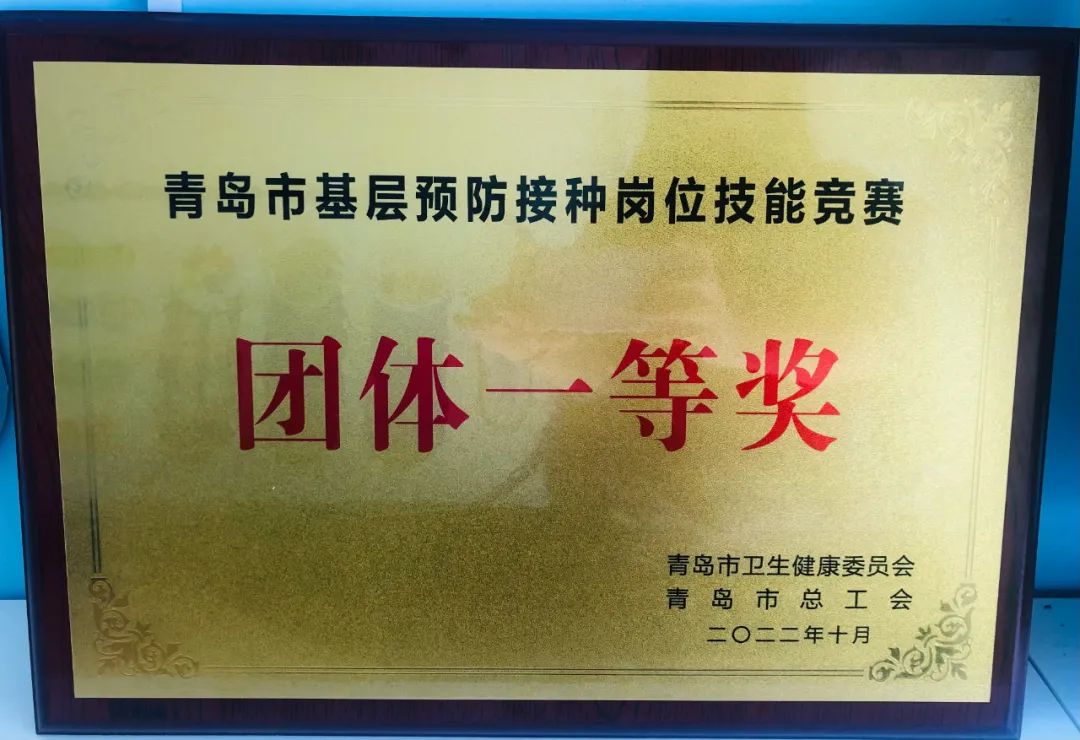 青岛市基层预防接种岗位技能竞赛
团体一等奖
青岛市卫生健康委员会
青岛市总工会
二〇二二年十月